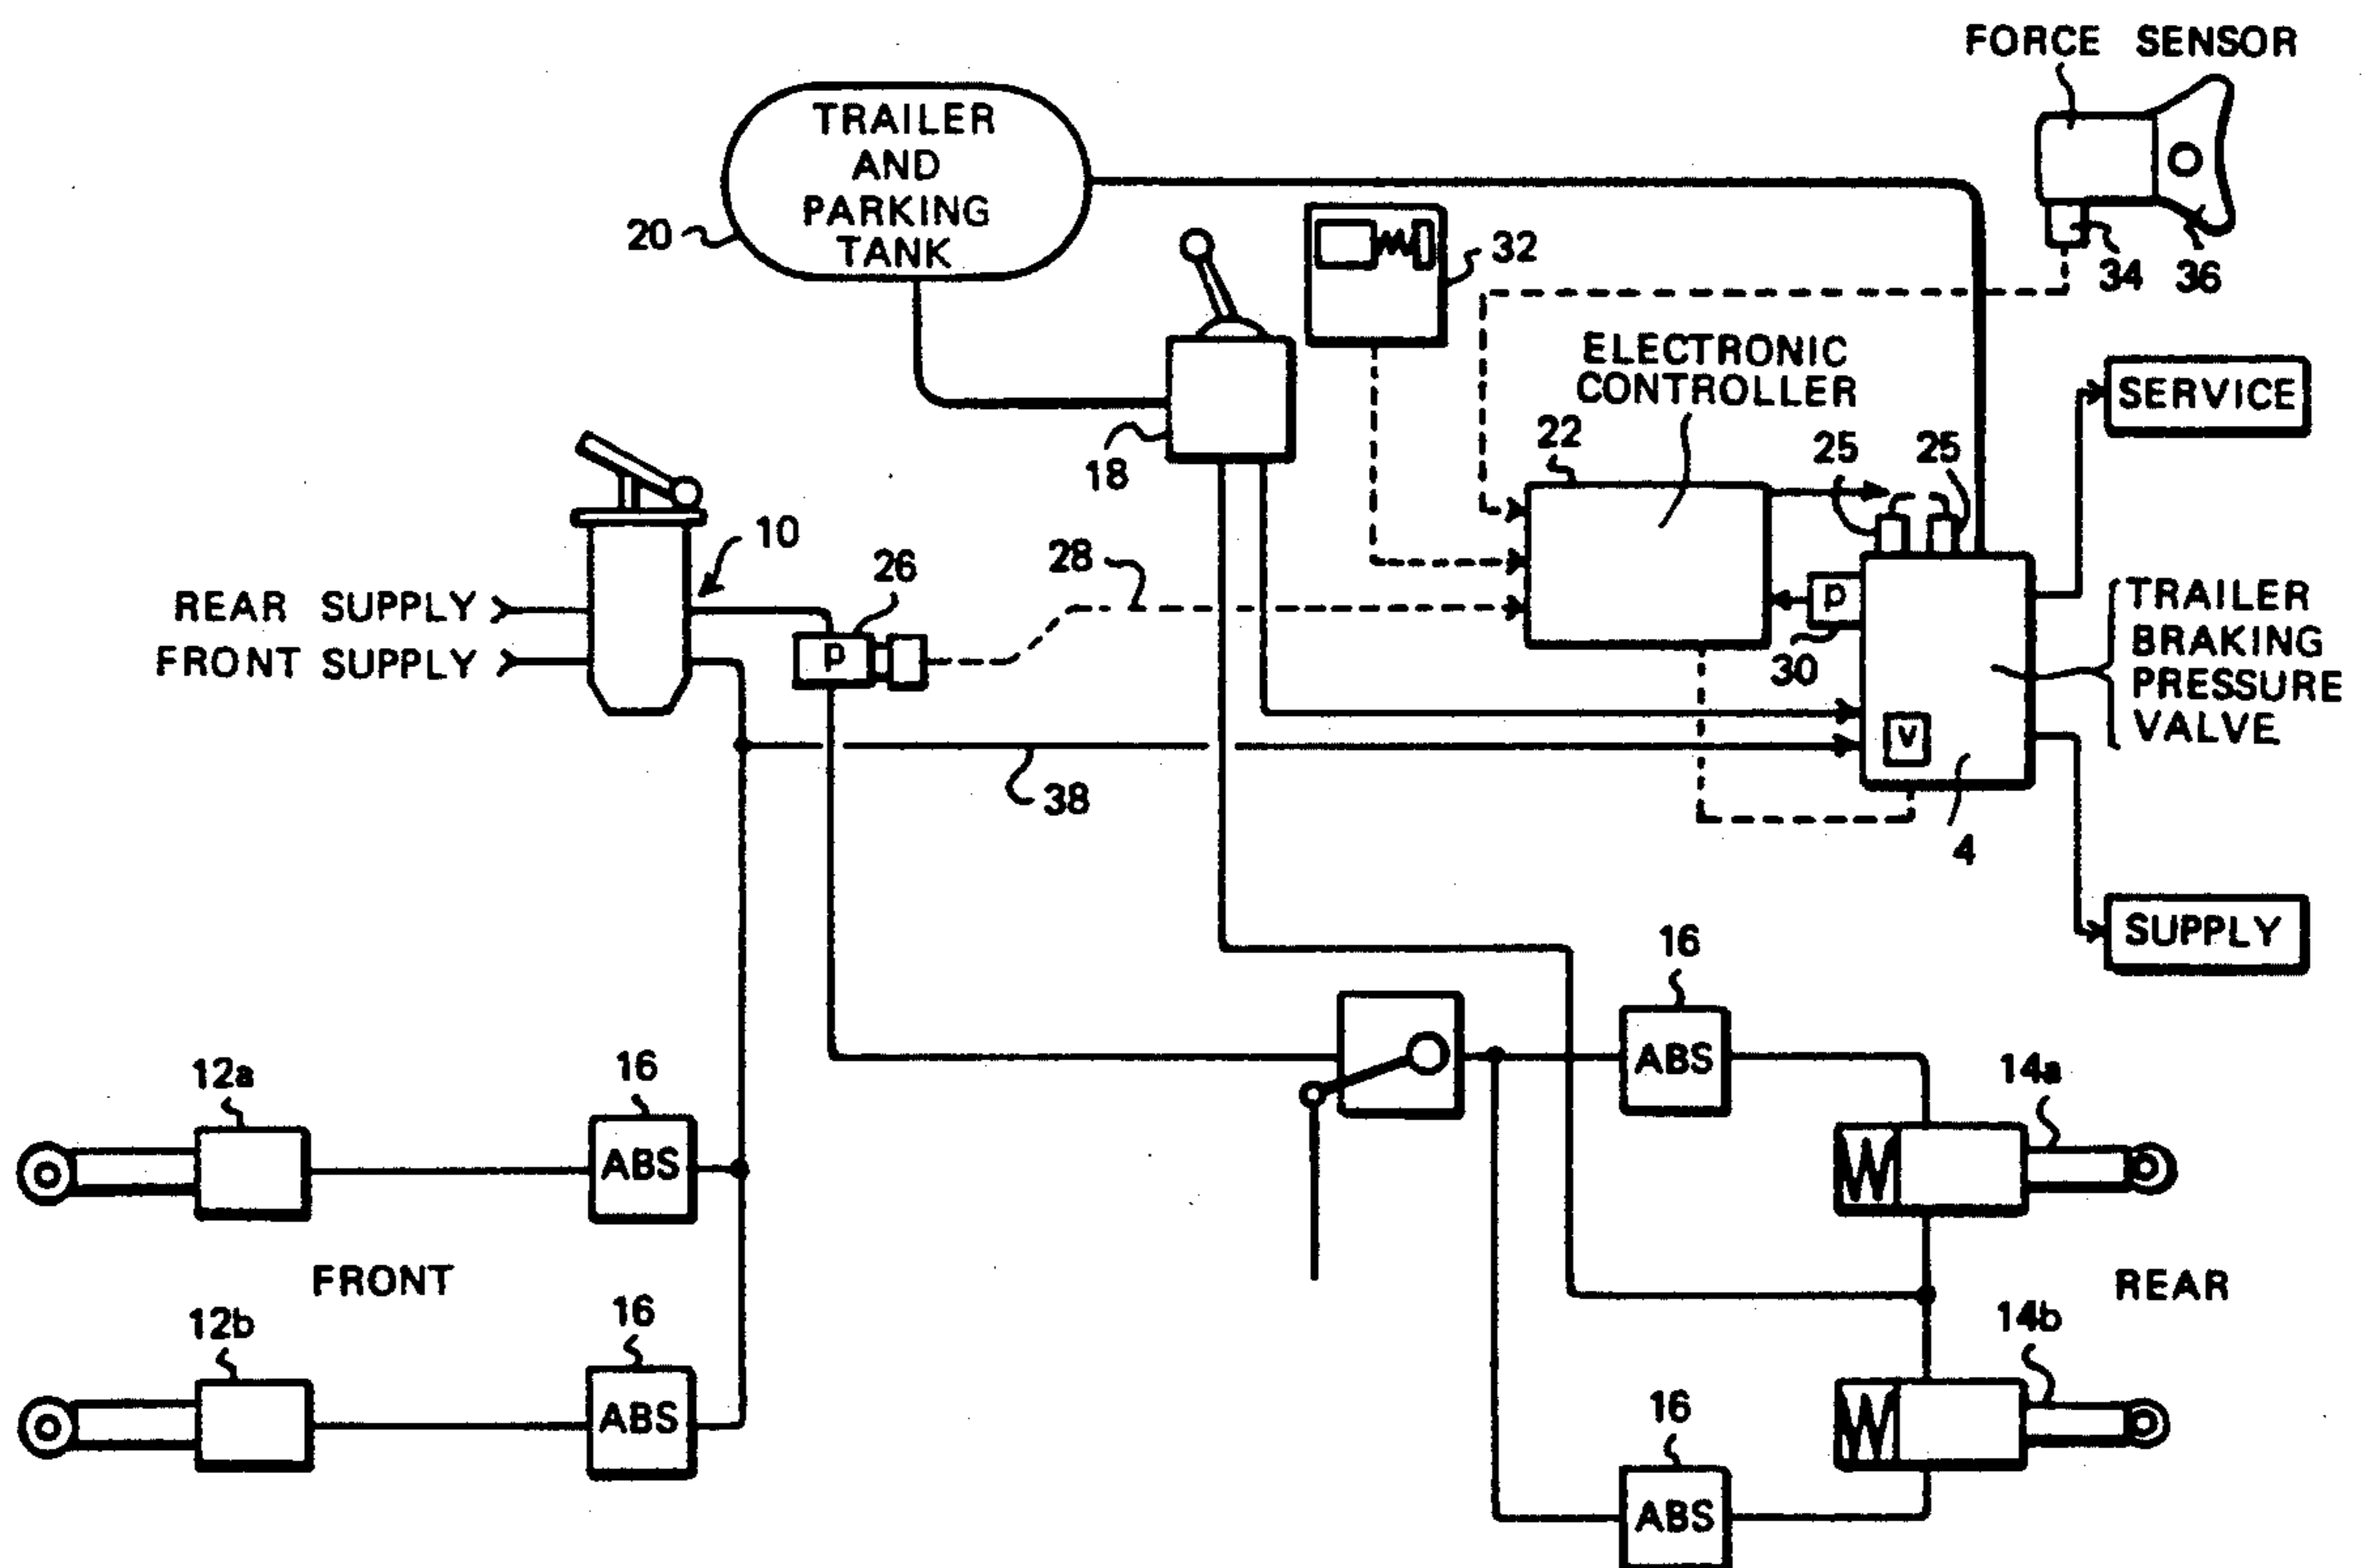 FORCE SENSOR
TRAILER
AND
PARKING
TANK
20
32
34
36
ELECTRONIC
CONTROLLER
SERVICE
18
22
25
25
10
26
28
REAR SUPPLY
FRONT SUPPLY
P
P
30
TRAILER
BRAKING
PRESSURE
VALVE
V
38
4
SUPPLY
16
12a
16
ABS
14a
ABS
FRONT
REAR
12b
16
14b
ABS
16
ABS